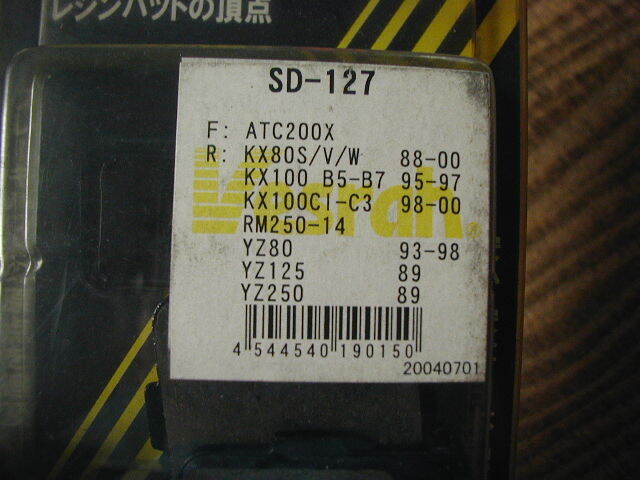 レジンパットの頂点
SD-127
F: ATC200X
R: KX80S/V/W 88-00
KX100 B5-B7 95-97
KX100C1-C3 98-00
RM250-14
YZ80 93-98
YZ125 89
YZ250 89
Vesrah
4 544540 190150
20040701